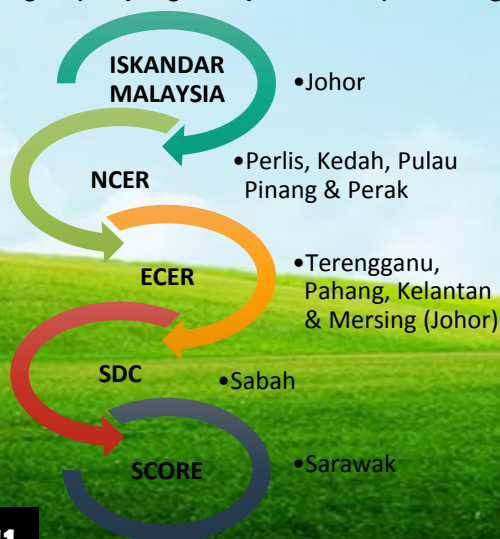 ISKANDAR
MALAYSIA
•Johor
NCER
•Perlis, Kedah, Pulau
Pinang & Perak
ECER
•Terengganu,
Pahang, Kelantan
& Mersing (Johor)
SDC
•Sabah
SCORE
•Sarawak